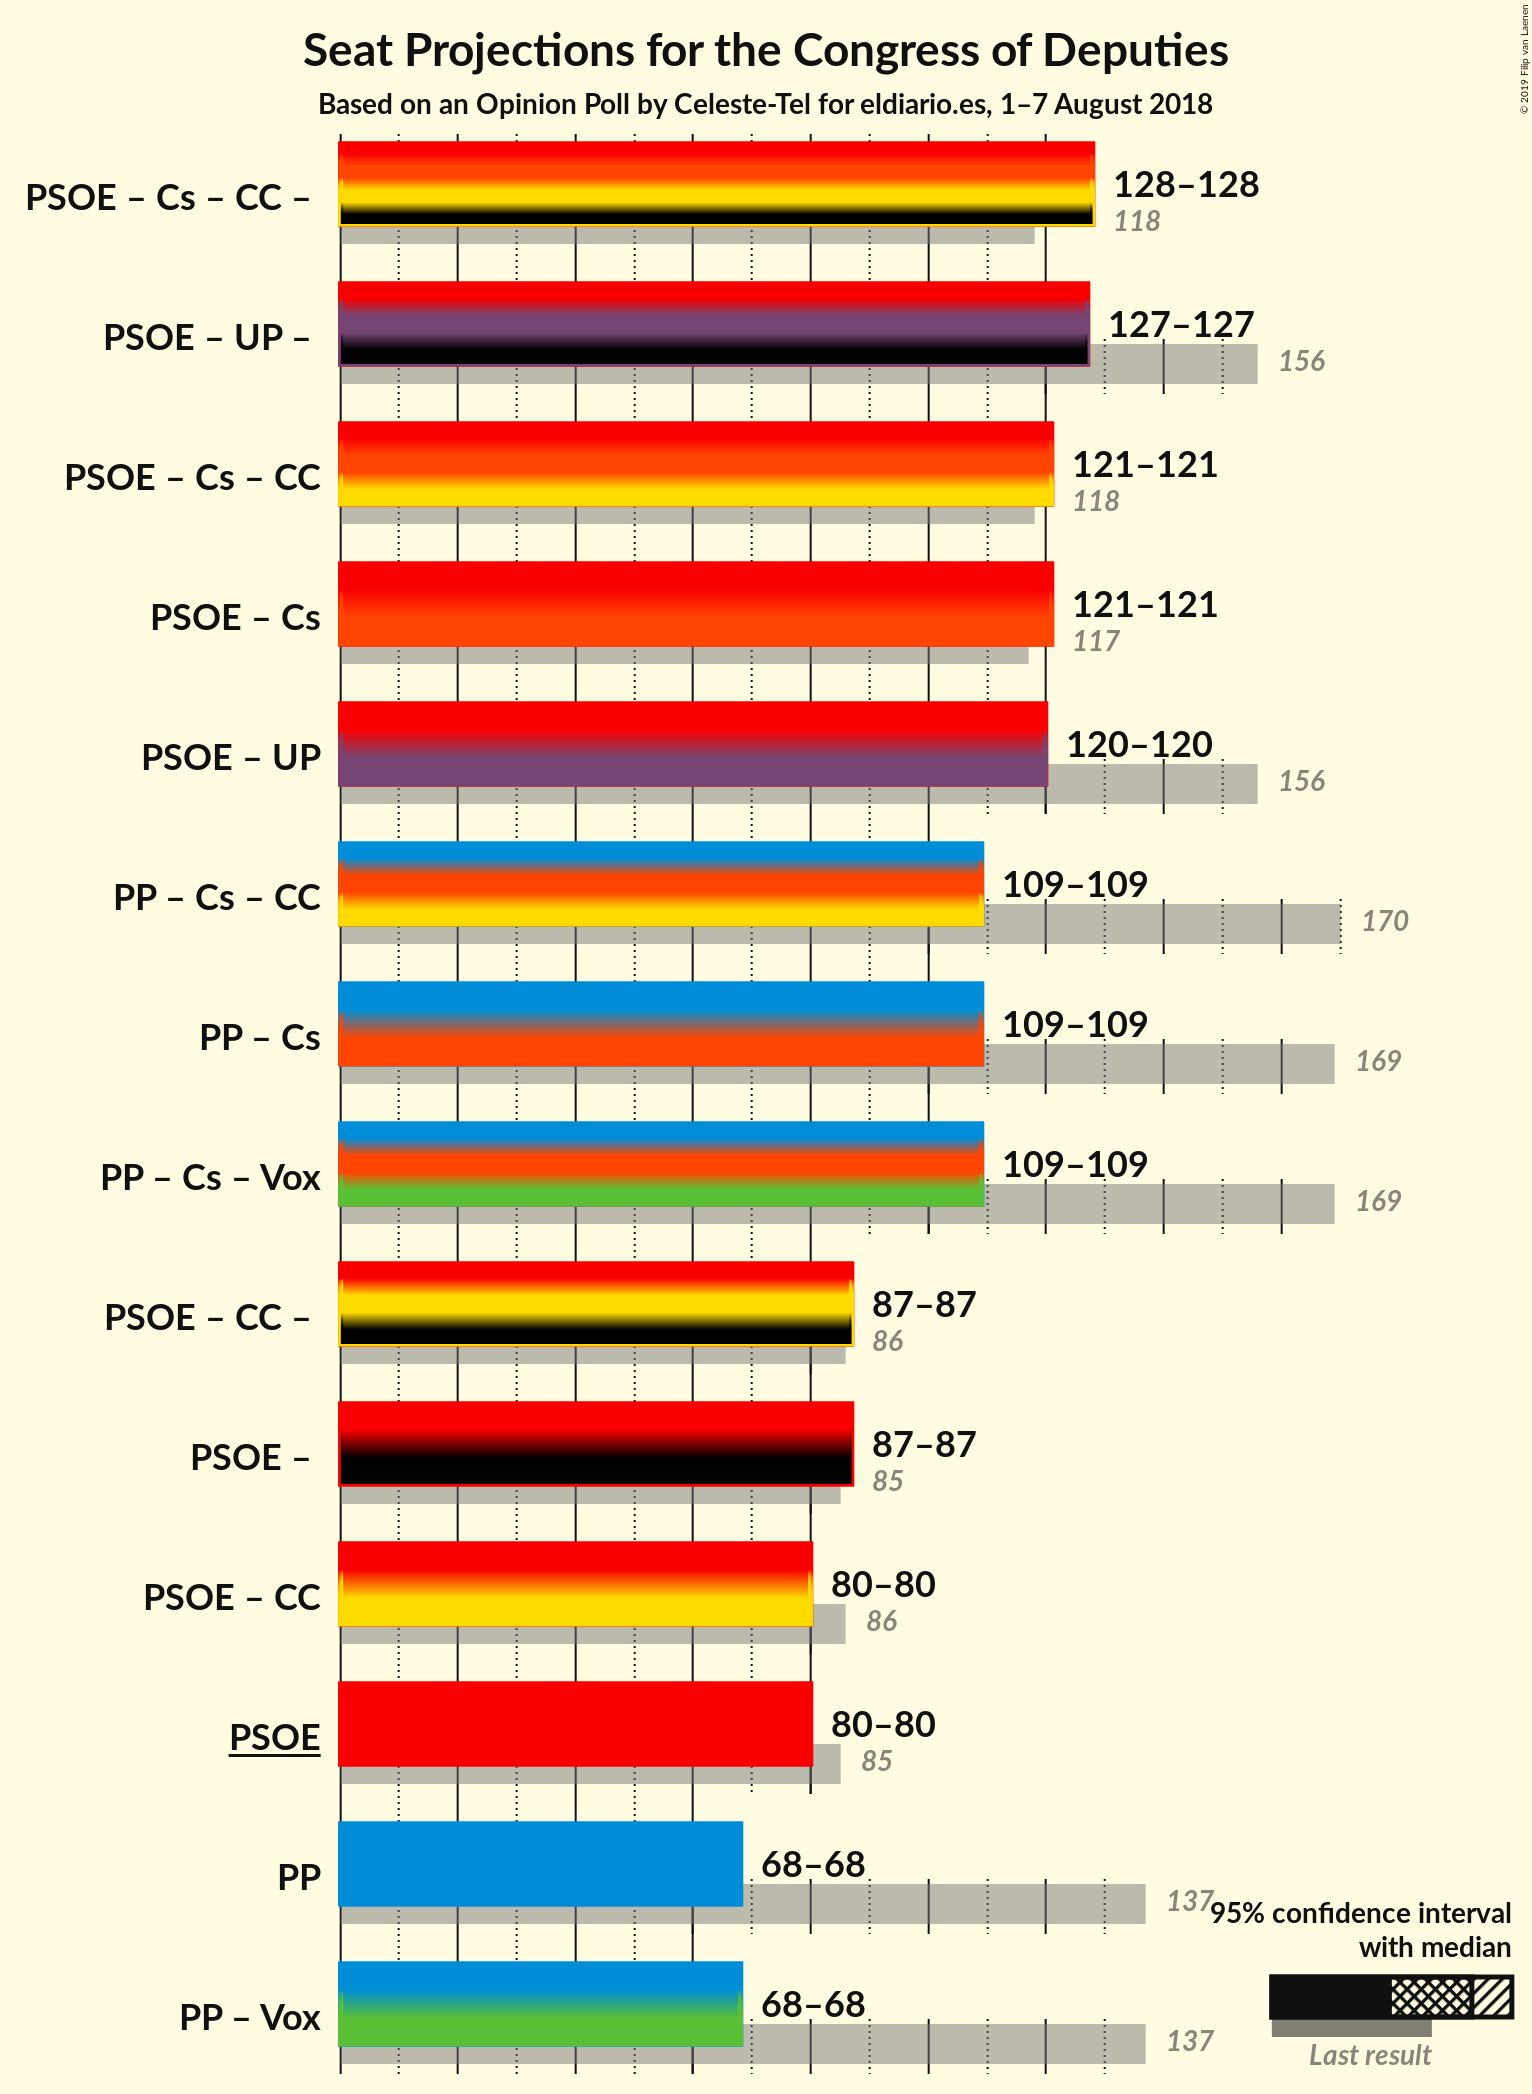 Seat Projections for the Congress of Deputies
Based on an Opinion Poll by Celeste-Tel for eldiario.es, 1–7 August 2018
© 2019 Filip van Laenen
PSOE – Cs – CC –
128–128
118
PSOE – UP –
127–127
156
PSOE – Cs – CC
121–121
118
PSOE – Cs
121–121
117
PSOE – UP
120–120
156
PP – Cs – CC
109–109
170
PP – Cs
109–109
169
PP – Cs – Vox
109–109
169
PSOE – CC –
87–87
86
PSOE –
87–87
85
PSOE – CC
80–80
86
PSOE
80–80
85
PP
68–68
137
PP – Vox
68–68
137
95% confidence interval
with median
Last result